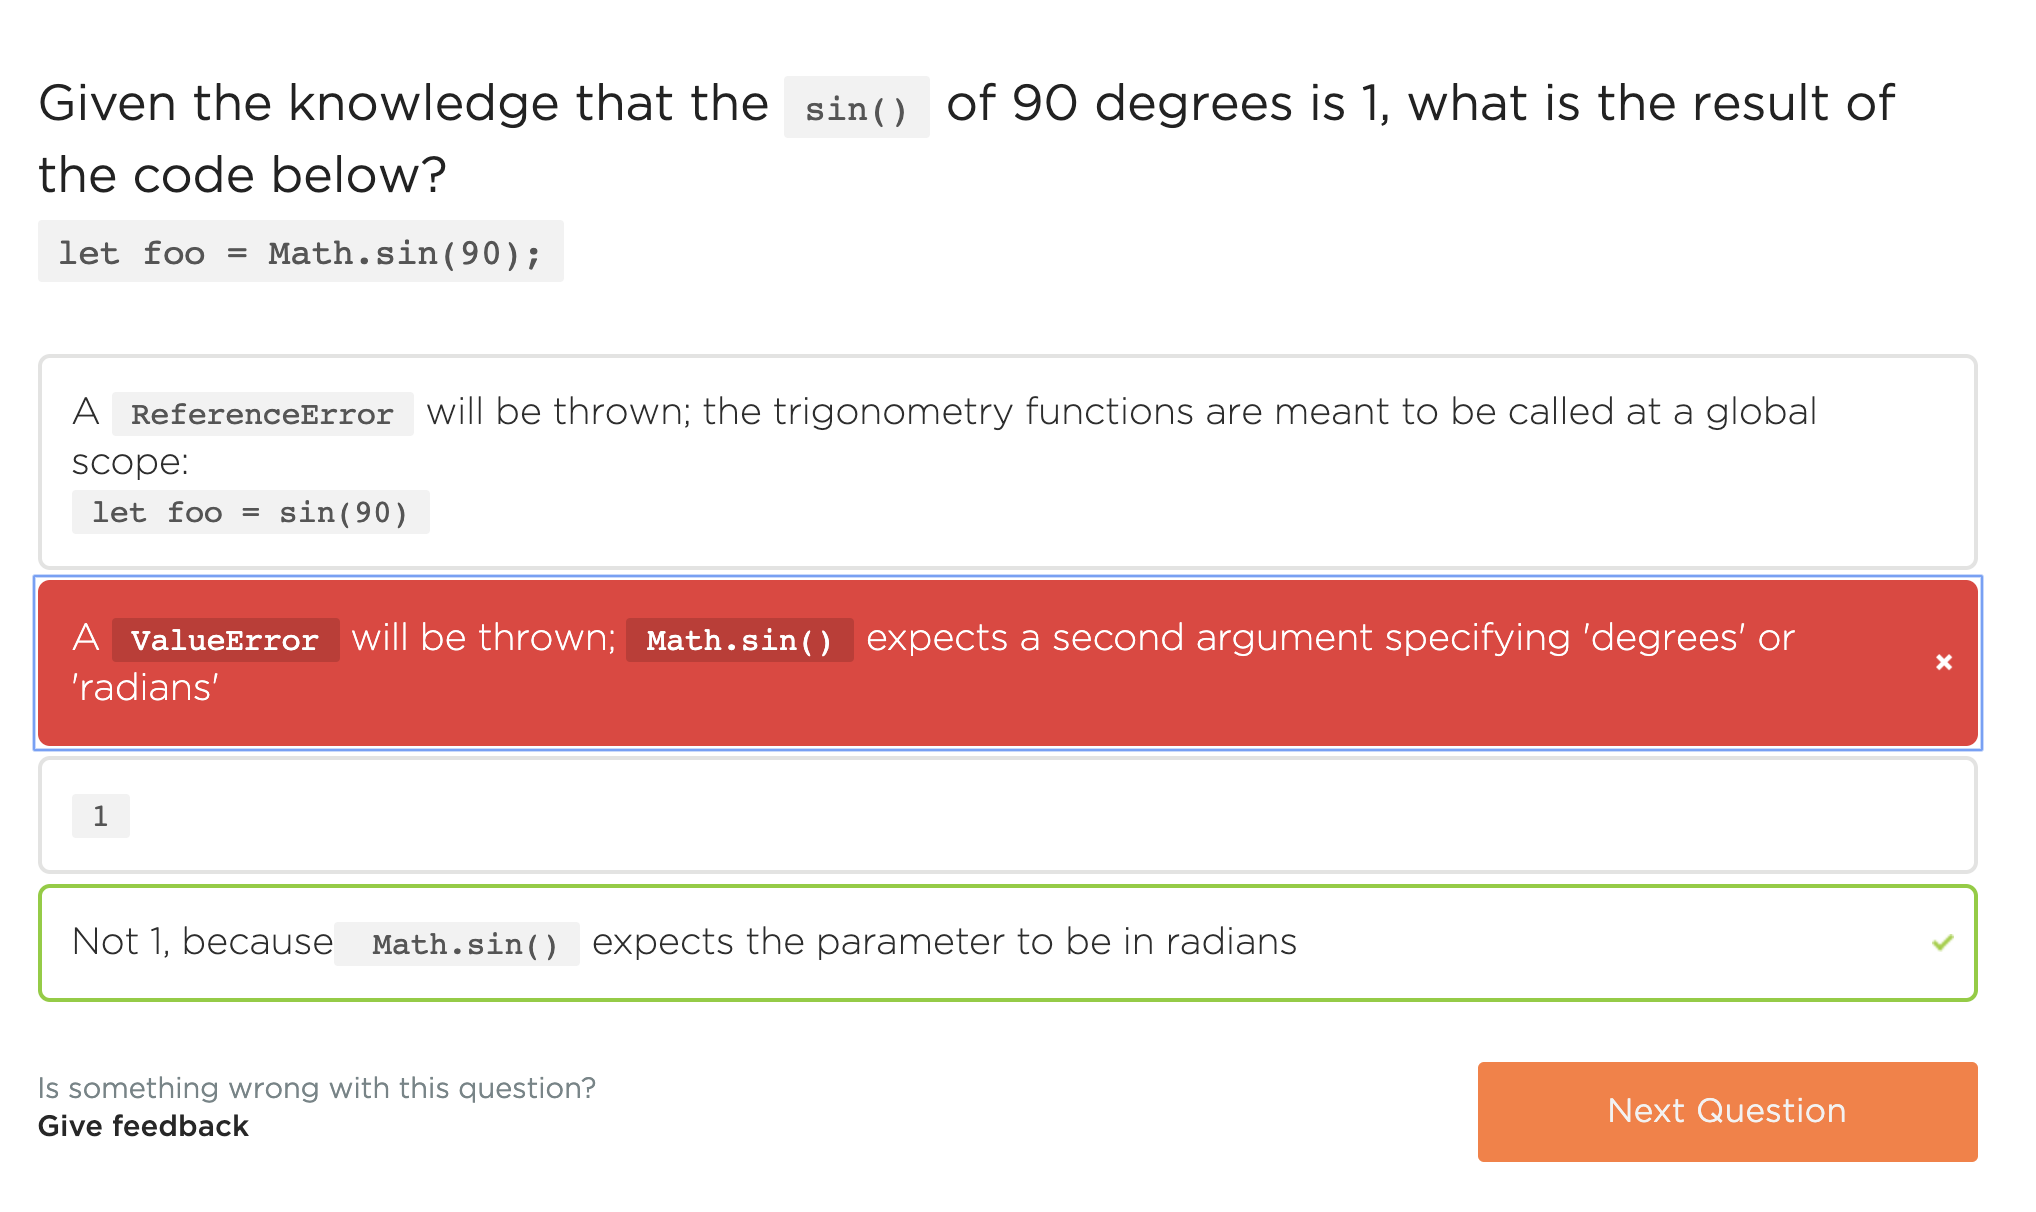 Given the knowledge that the sin() of 90 degrees is 1, what is the result of
the code below?
let foo = Math.sin(90);
A ReferenceError will be thrown; the trigonometry functions are meant to be called at a global
scope:
let foo = sin(90)
A ValueError will be thrown; Math.sin() expects a second argument specifying 'degrees' or
'radians'
1
Not 1, because Math.sin() expects the parameter to be in radians
Is something wrong with this question?
Give feedback
Next Question